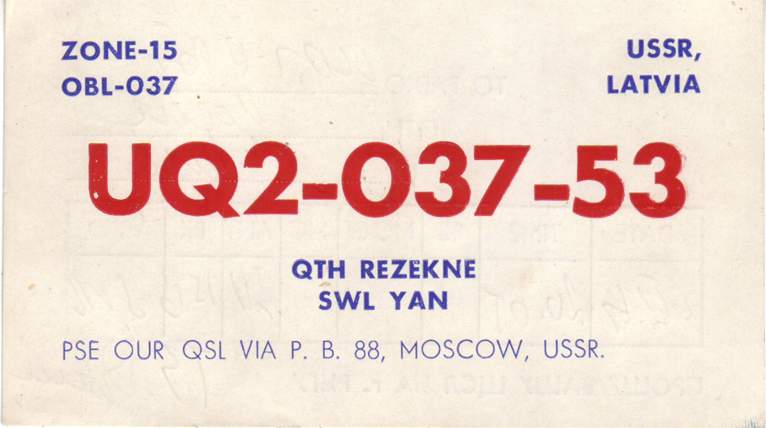 ZONE-15
OBL-037
USSR,
LATVIA
UQ2-037-53
QTH REZEKNE
SWL YAN
PSE OUR QSL VIA P. B. 88, MOSCOW, USSR.